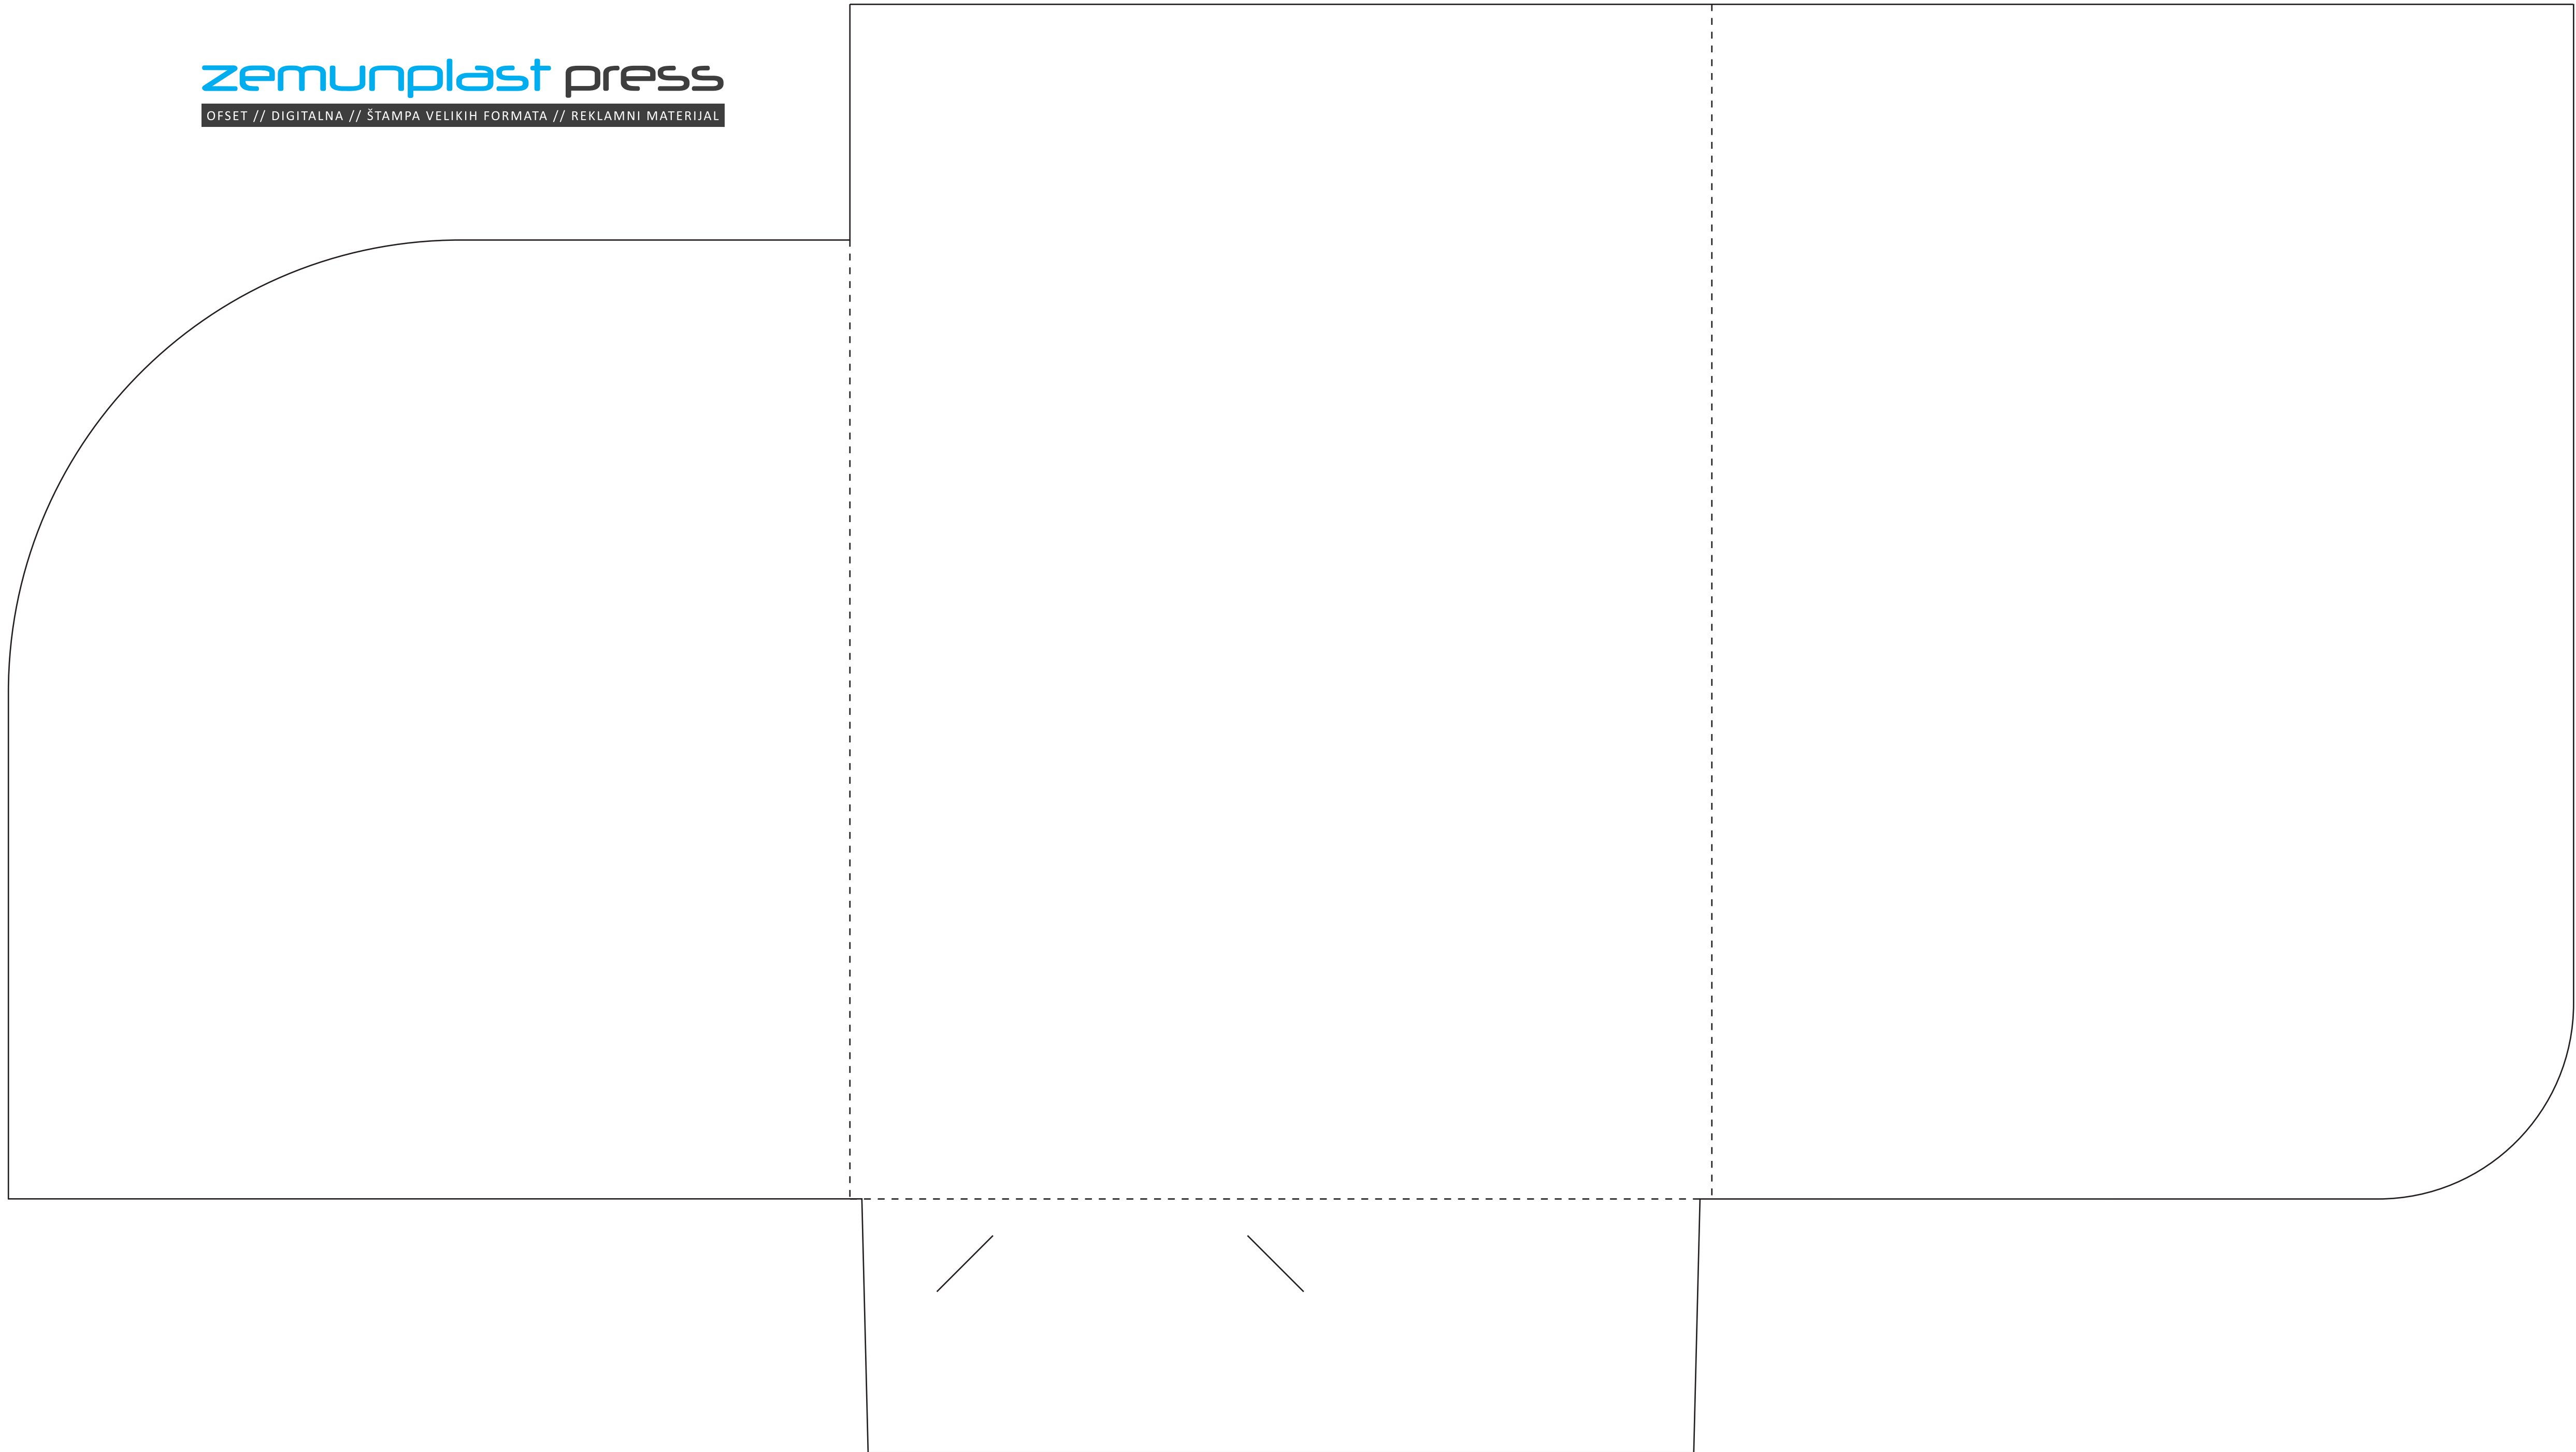 zemunplast press
OFSET // DIGITALNA // ŠTAMPA VELIKIH FORMATA // REKLAMNI MATERIJAL